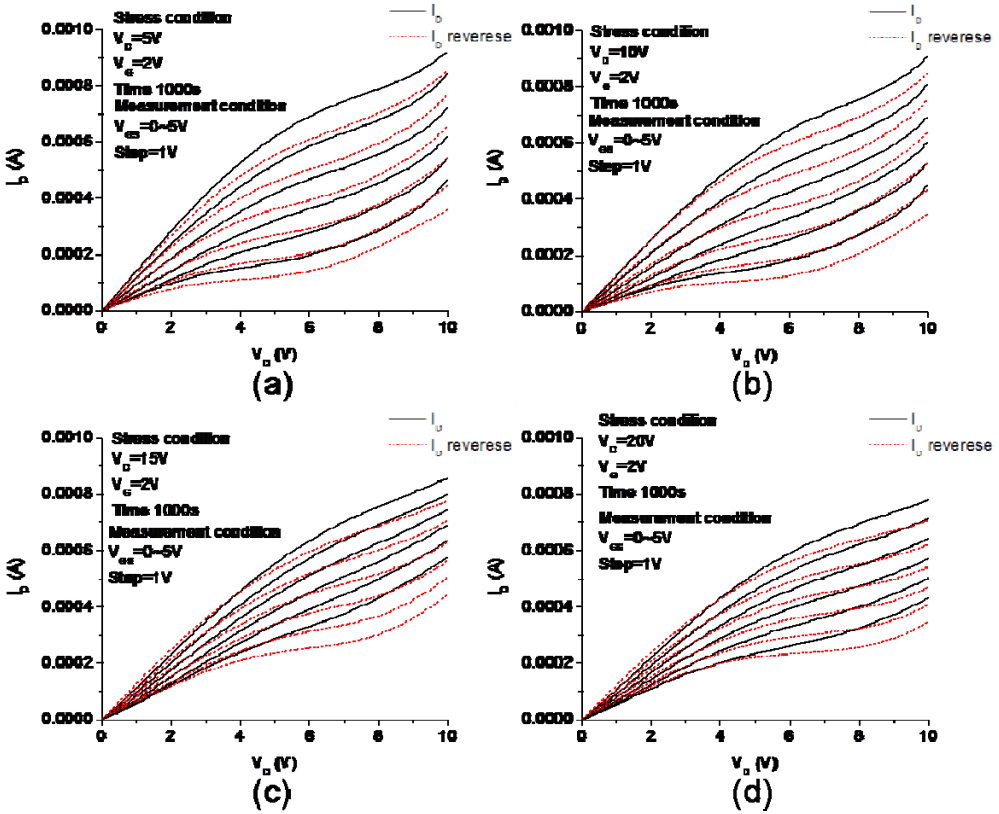 0.0010
0.0008
0.0006
0.0004
0.0002
0.0000
0 2 4 6 8 10
I_D (A)
V_D (V)
Stress condition
V_D=5V
V_G=2V
Time 1000s
Measurement condition
V_GS=0~5V
Step=1V
I_D
I_D reverese
(a)
0.0010
0.0008
0.0006
0.0004
0.0002
0.0000
0 2 4 6 8 10
I_D (A)
V_D (V)
Stress condition
V_D=10V
V_G=2V
Time 1000s
Measurement condition
V_GS=0~5V
Step=1V
I_D
I_D reverese
(b)
0.0010
0.0008
0.0006
0.0004
0.0002
0.0000
0 2 4 6 8 10
I_D (A)
V_D (V)
Stress condition
V_D=15V
V_G=2V
Time 1000s
Measurement condition
V_GS=0~5V
Step=1V
I_D
I_D reverese
(c)
0.0010
0.0008
0.0006
0.0004
0.0002
0.0000
0 2 4 6 8 10
I_D (A)
V_D (V)
Stress condition
V_D=20V
V_G=2V
Time 1000s
Measurement condition
V_GS=0~5V
Step=1V
I_D
I_D reverese
(d)